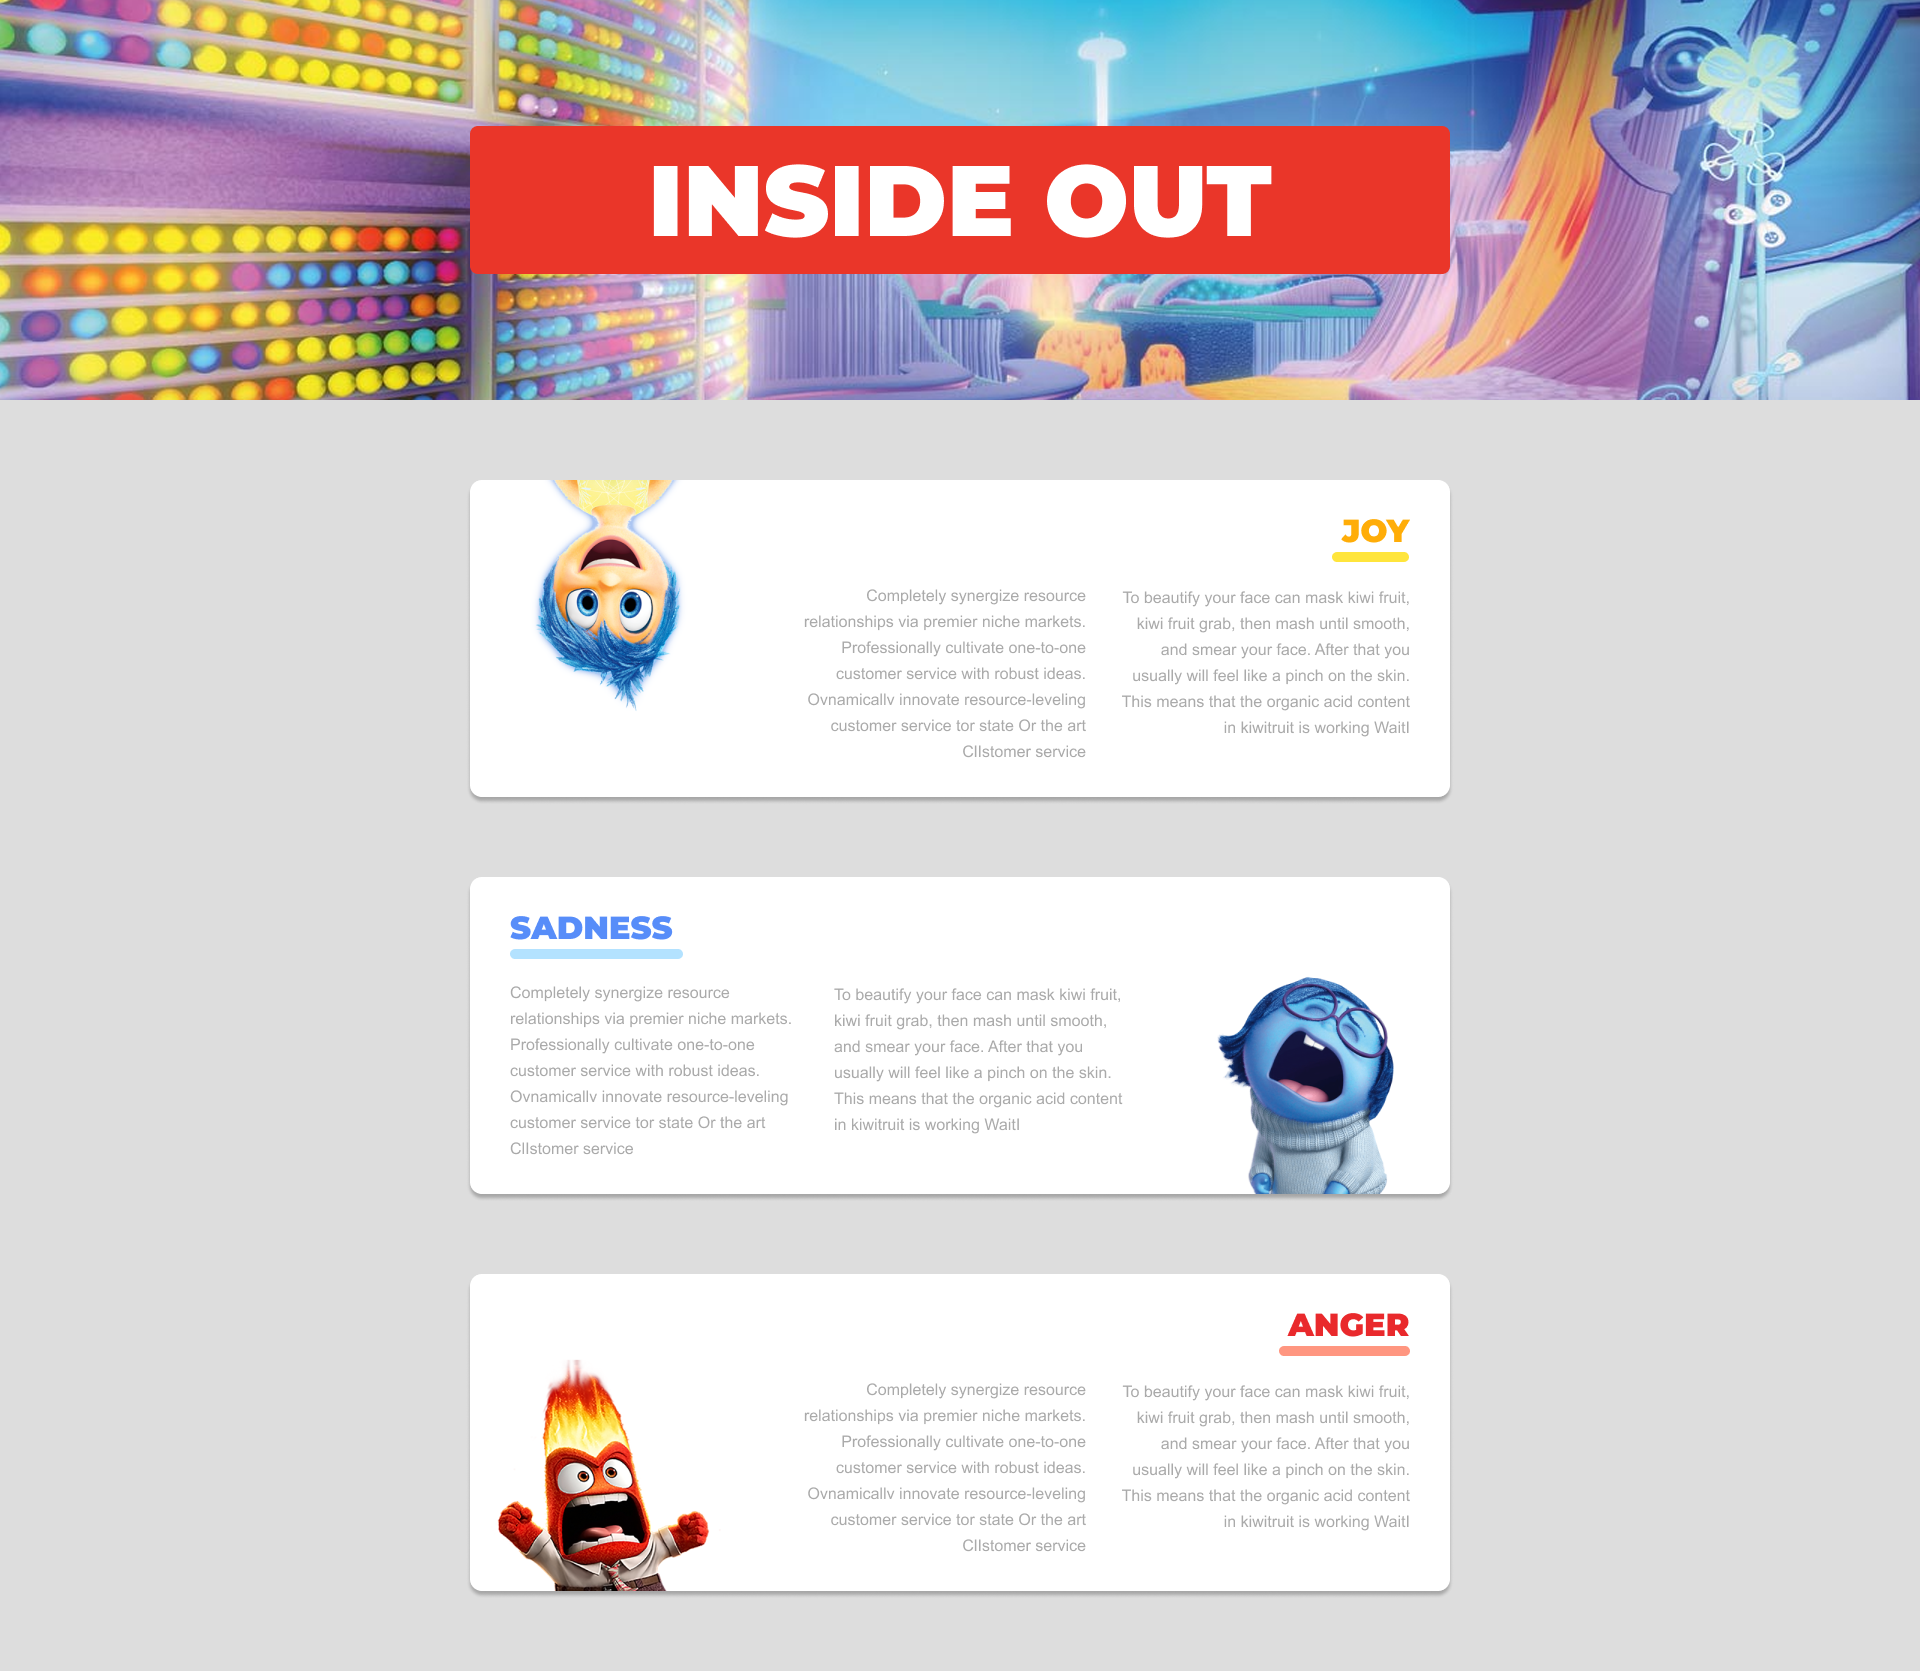 INSIDE OUT
JOY
Completely synergize resource
relationships via premier niche markets.
Professionally cultivate one-to-one
customer service with robust ideas.
Ovnamicallv innovate resource-leveling
customer service tor state Or the art
ClIstomer service
To beautify your face can mask kiwi fruit,
kiwi fruit grab, then mash until smooth,
and smear your face. After that you
usually will feel like a pinch on the skin.
This means that the organic acid content
in kiwitruit is working WaitI
SADNESS
Completely synergize resource
relationships via premier niche markets.
Professionally cultivate one-to-one
customer service with robust ideas.
Ovnamicallv innovate resource-leveling
customer service tor state Or the art
ClIstomer service
To beautify your face can mask kiwi fruit,
kiwi fruit grab, then mash until smooth,
and smear your face. After that you
usually will feel like a pinch on the skin.
This means that the organic acid content
in kiwitruit is working WaitI
ANGER
Completely synergize resource
relationships via premier niche markets.
Professionally cultivate one-to-one
customer service with robust ideas.
Ovnamicallv innovate resource-leveling
customer service tor state Or the art
ClIstomer service
To beautify your face can mask kiwi fruit,
kiwi fruit grab, then mash until smooth,
and smear your face. After that you
usually will feel like a pinch on the skin.
This means that the organic acid content
in kiwitruit is working WaitI